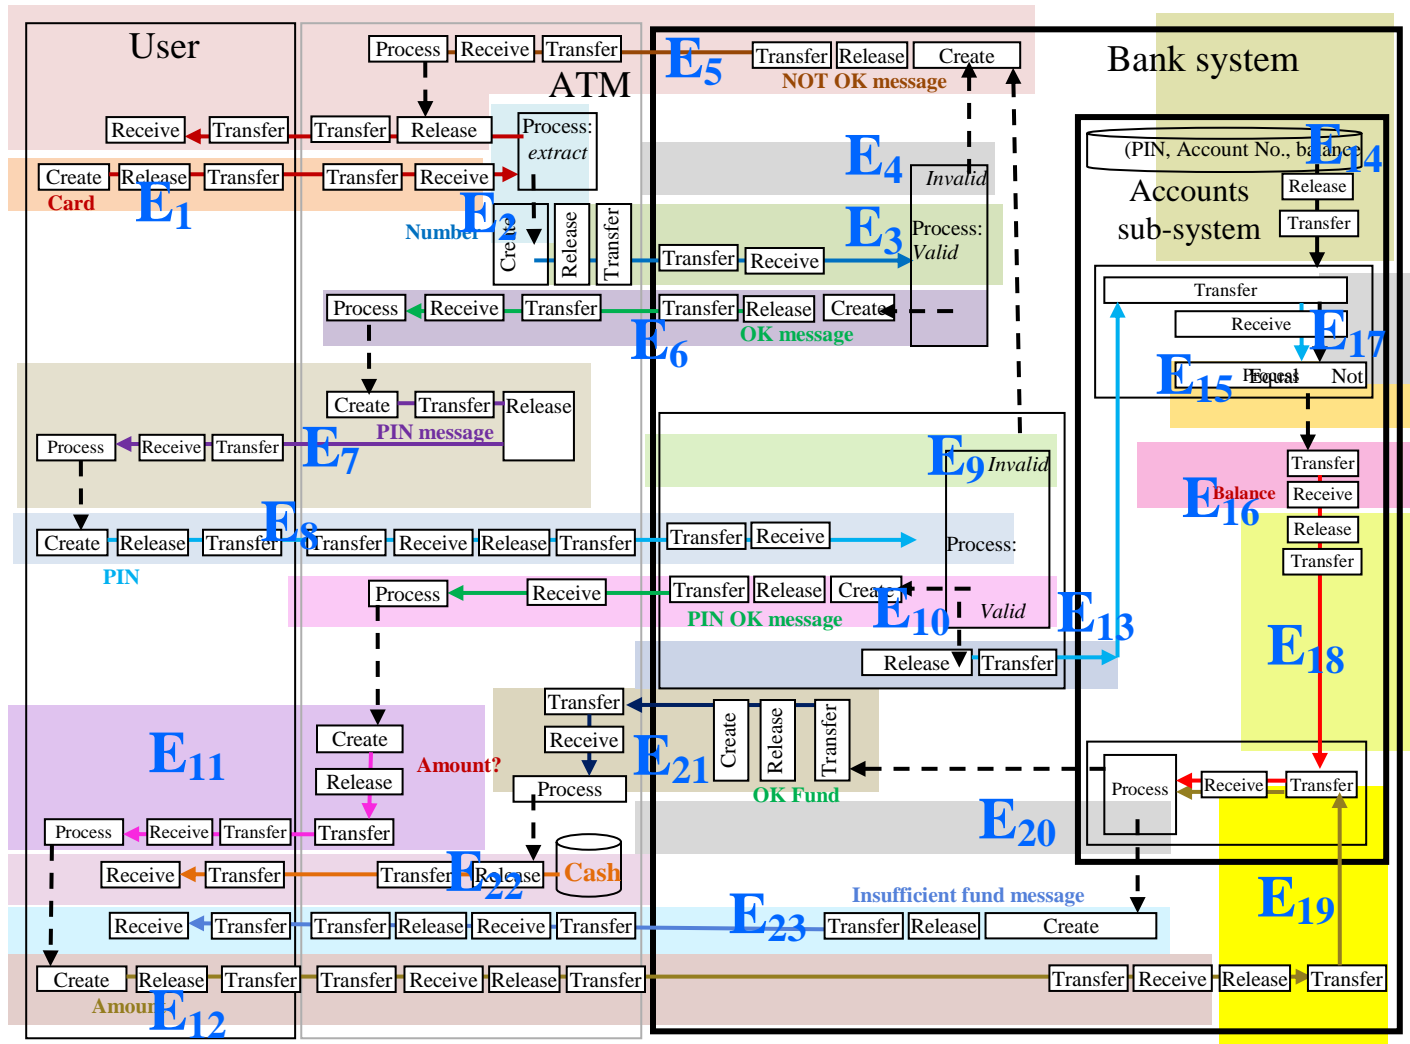 User
ATM
Bank system
Process Receive Transfer E5 Transfer Release Create
NOT OK message
Receive Transfer Transfer Release Process:
extract
(PIN, Account No., balance E14
Create Release Transfer Transfer Receive
Card E1
E4 Invalid
Release
Accounts
sub-system
Transfer
Number E2 Create Release Transfer E3 Process:
Valid
Transfer Receive
Process Receive Transfer Transfer Release Create
E6 OK message
Transfer
Receive E17
E15 Process Equal Not
Create Transfer Release
PIN message
Process Receive Transfer E7
E9 Invalid
Transfer
E16 Balance Receive
Release
Transfer
E8
Create Release Transfer Transfer Receive Release Transfer Transfer Receive Process:
PIN
Process Receive Transfer Release Create
PIN OK message E10 Valid E13
Release Transfer
E18
Transfer
Receive
Process
Create Release Transfer
E21
OK Fund
E11 Create
Release Amount?
Process Receive Transfer Transfer
Process Receive Transfer
E20
Receive Transfer Transfer Release Cash
E22
Insufficient fund message
E19
Receive Transfer Transfer Release Receive Transfer E23 Transfer Release Create
Create Release Transfer Transfer Receive Release Transfer Transfer Receive Release Transfer
Amount E12